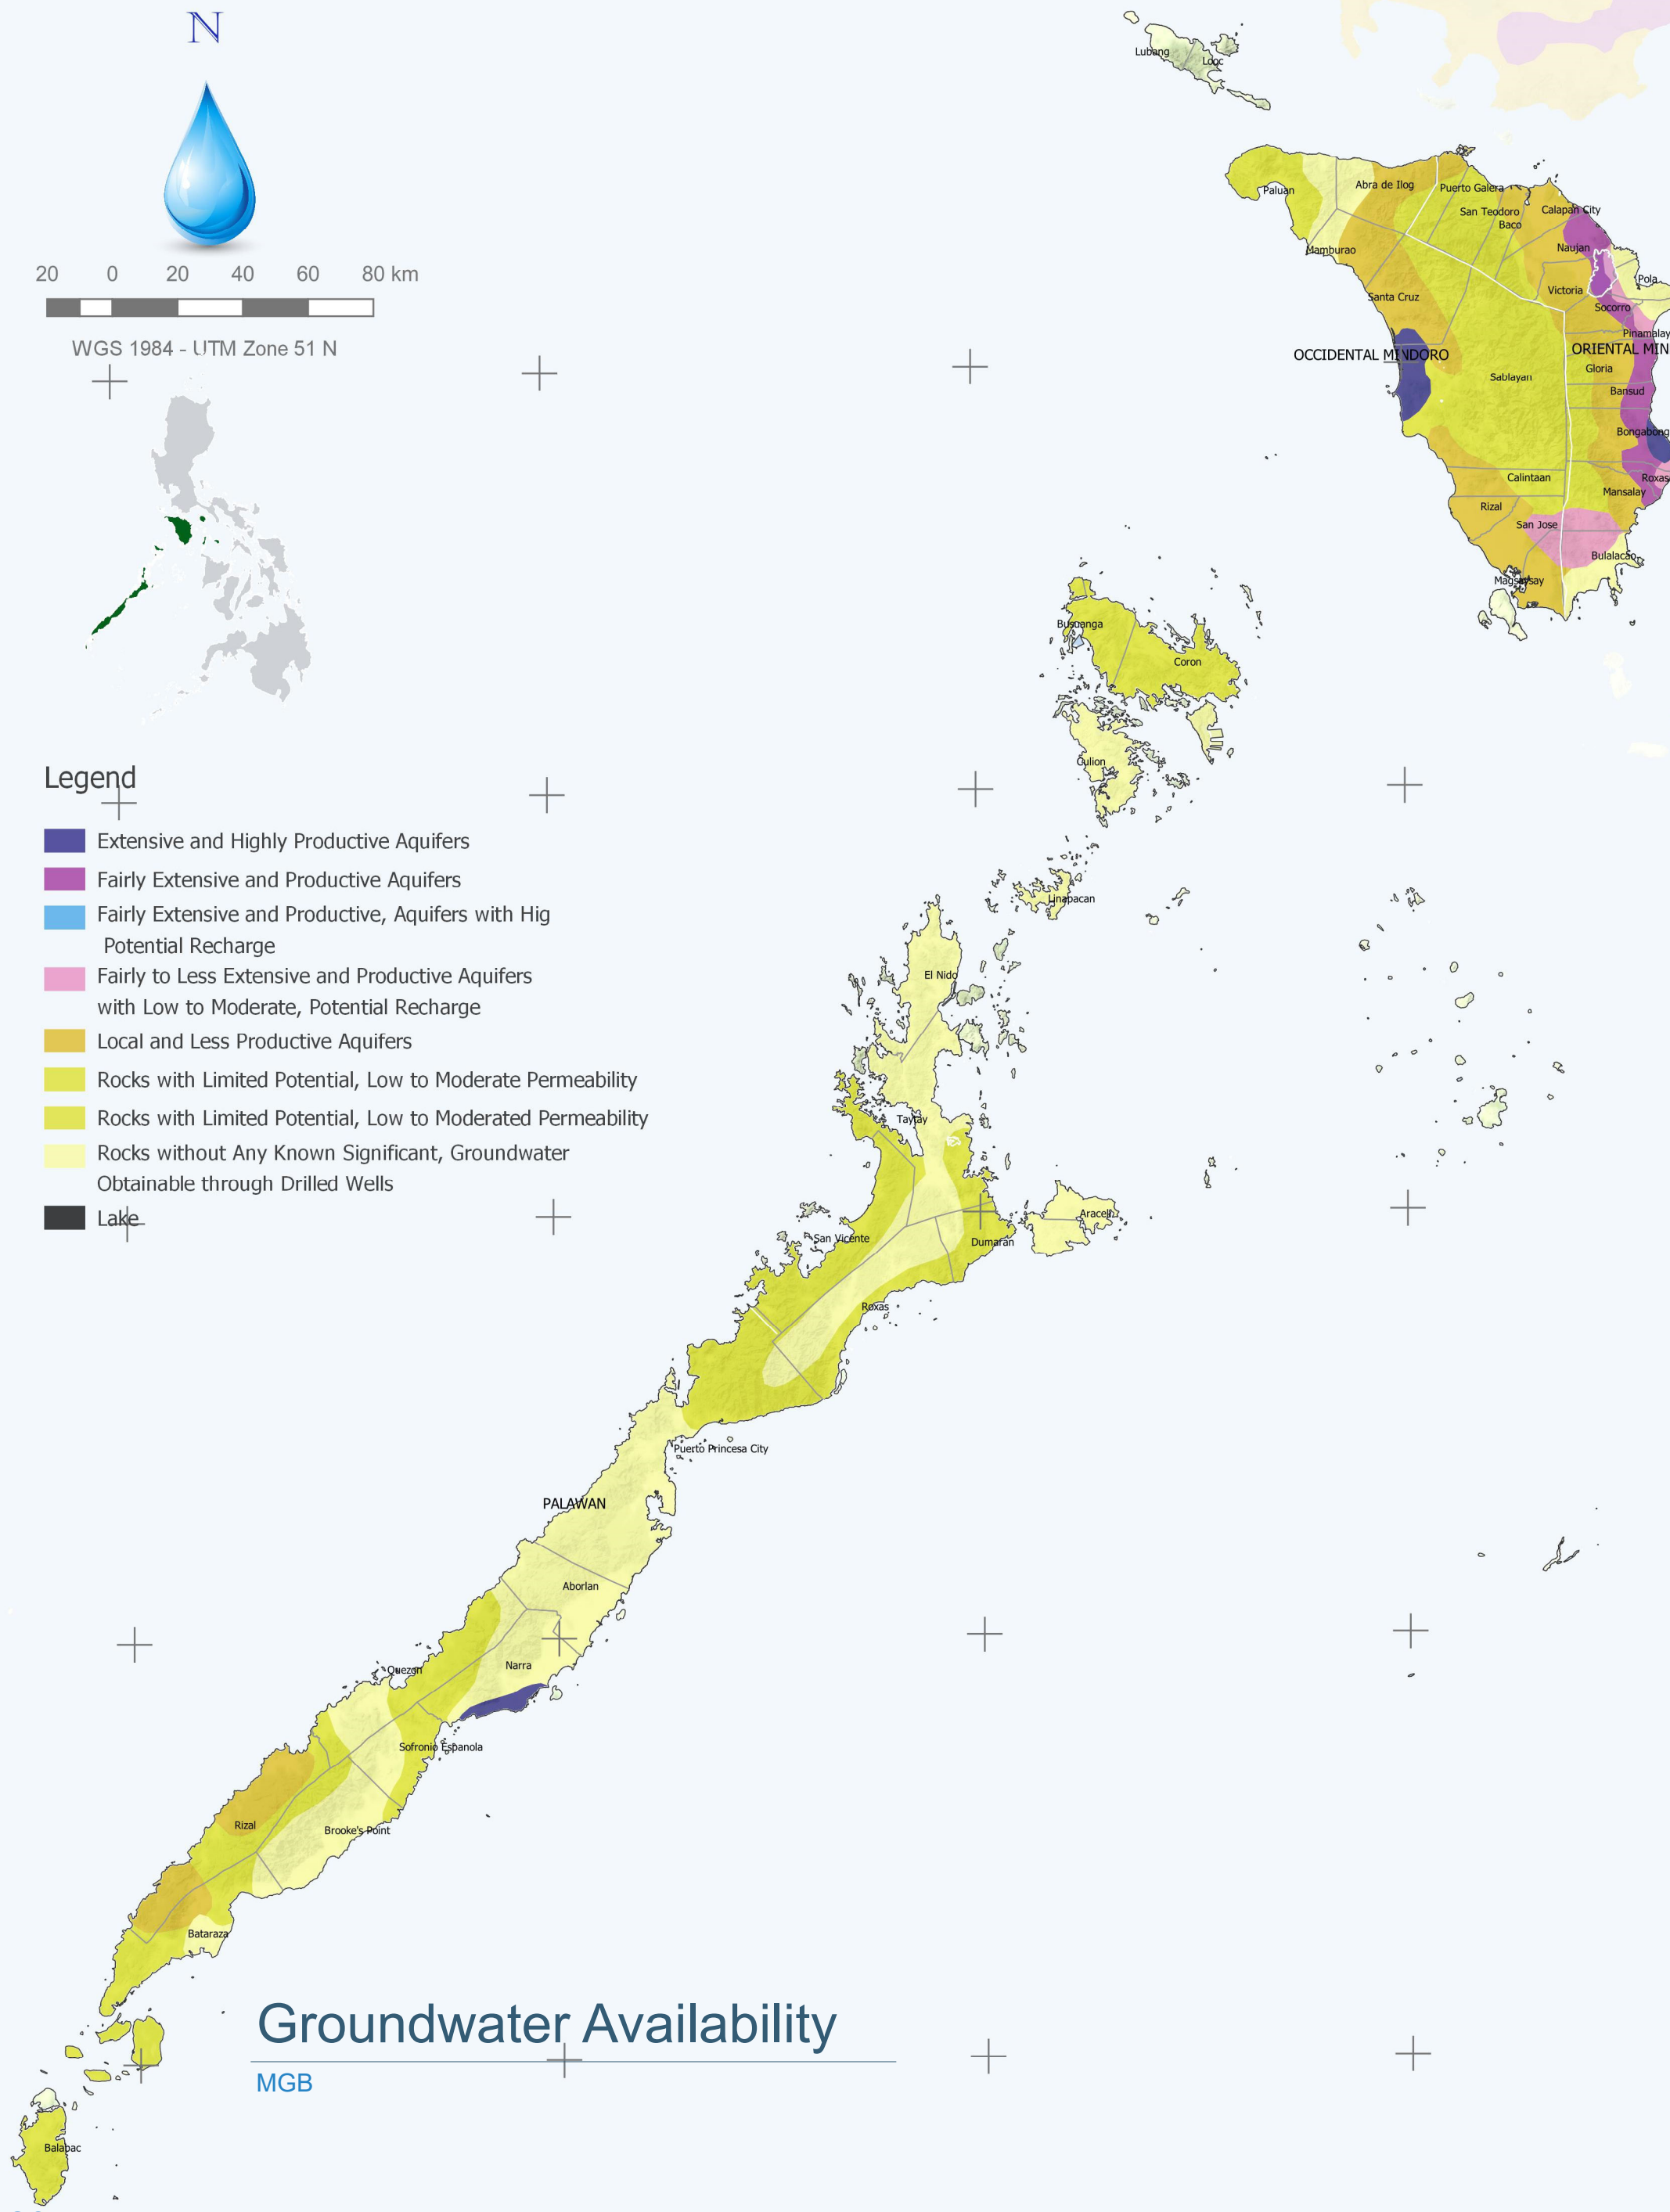 N
20 0 20 40 60 80 km
WGS 1984 - UTM Zone 51 N
Lubang
Looc
Paluan
Abra de Ilog
Puerto Galera
San Teodoro
Baco
Calapan City
Mamburao
Naujan
Pola
Santa Cruz
Victoria
Socorro
Pinamalay
OCCIDENTAL MINDORO
ORIENTAL MIN
Gloria
Sablayan
Bansud
Bongabong
Calintaan
Roxas
Mansalay
Rizal
San Jose
Bulalacao
Magsaysay
Busuanga
Coron
Culion
Linapacan
El Nido
Taytay
Araceli
San Vicente
Dumaran
Roxas
Puerto Princesa City
PALAWAN
Aborlan
Narra
Quezon
Sofronio Espanola
Rizal
Brooke's Point
Bataraza
Balabac
Legend
Extensive and Highly Productive Aquifers
Fairly Extensive and Productive Aquifers
Fairly Extensive and Productive, Aquifers with Hig
Potential Recharge
Fairly to Less Extensive and Productive Aquifers
with Low to Moderate, Potential Recharge
Local and Less Productive Aquifers
Rocks with Limited Potential, Low to Moderate Permeability
Rocks with Limited Potential, Low to Moderated Permeability
Rocks without Any Known Significant, Groundwater
Obtainable through Drilled Wells
Lake
Groundwater Availability
MGB